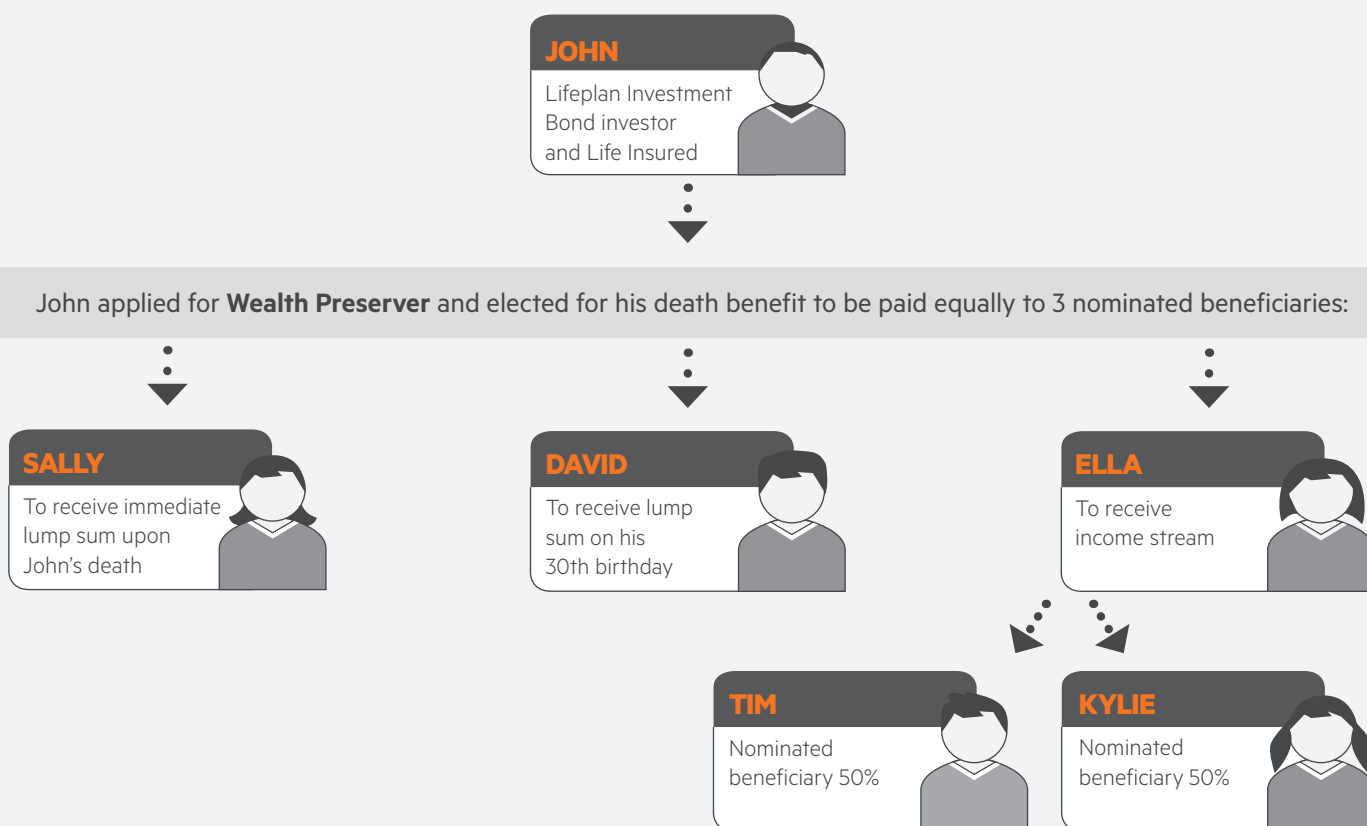 JOHN
Lifeplan Investment
Bond investor
and Life Insured
John applied for Wealth Preserver and elected for his death benefit to be paid equally to 3 nominated beneficiaries:
SALLY
To receive immediate
lump sum upon
John’s death
DAVID
To receive lump
sum on his
30th birthday
ELLA
To receive
income stream
TIM
Nominated
beneficiary 50%
KYLIE
Nominated
beneficiary 50%